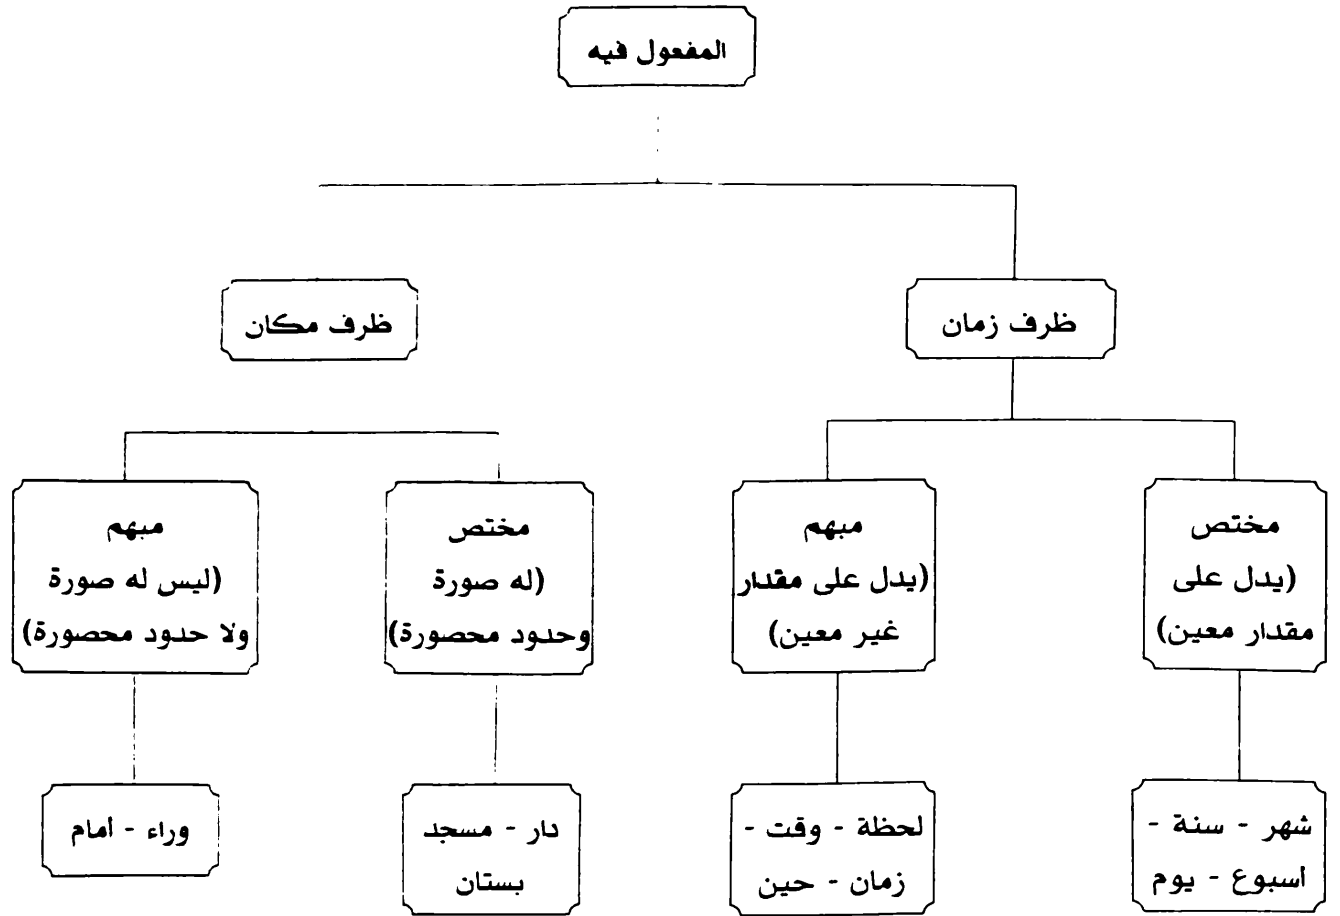 المفعول فيه
ظرف زمان
ظرف مكان
مختص
(يدل على
مقدار معين)
مبهم
(يدل على مقدار
غير معين)
مختص
(له صورة
وحدود محصورة)
مبهم
(ليس له صورة
ولا حدود محصورة)
شهر - سنة -
اسبوع - يوم
لحظة - وقت -
زمان - حين
دار - مسجد
بستان
وراء - امام